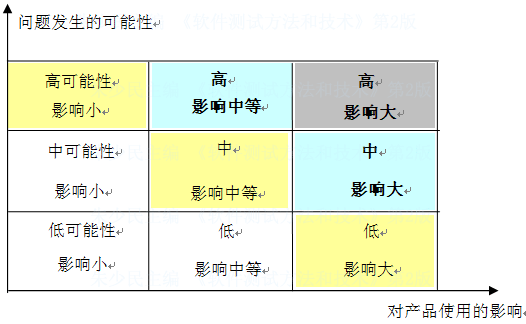 问题发生的可能性
《软件测试方法和技术》第2版
高可能性
影响小
高
影响中等
高
影响大
中可能性
影响小
中
影响中等
中
影响大
低可能性
影响小
低
影响中等
低
影响大
对产品使用的影响